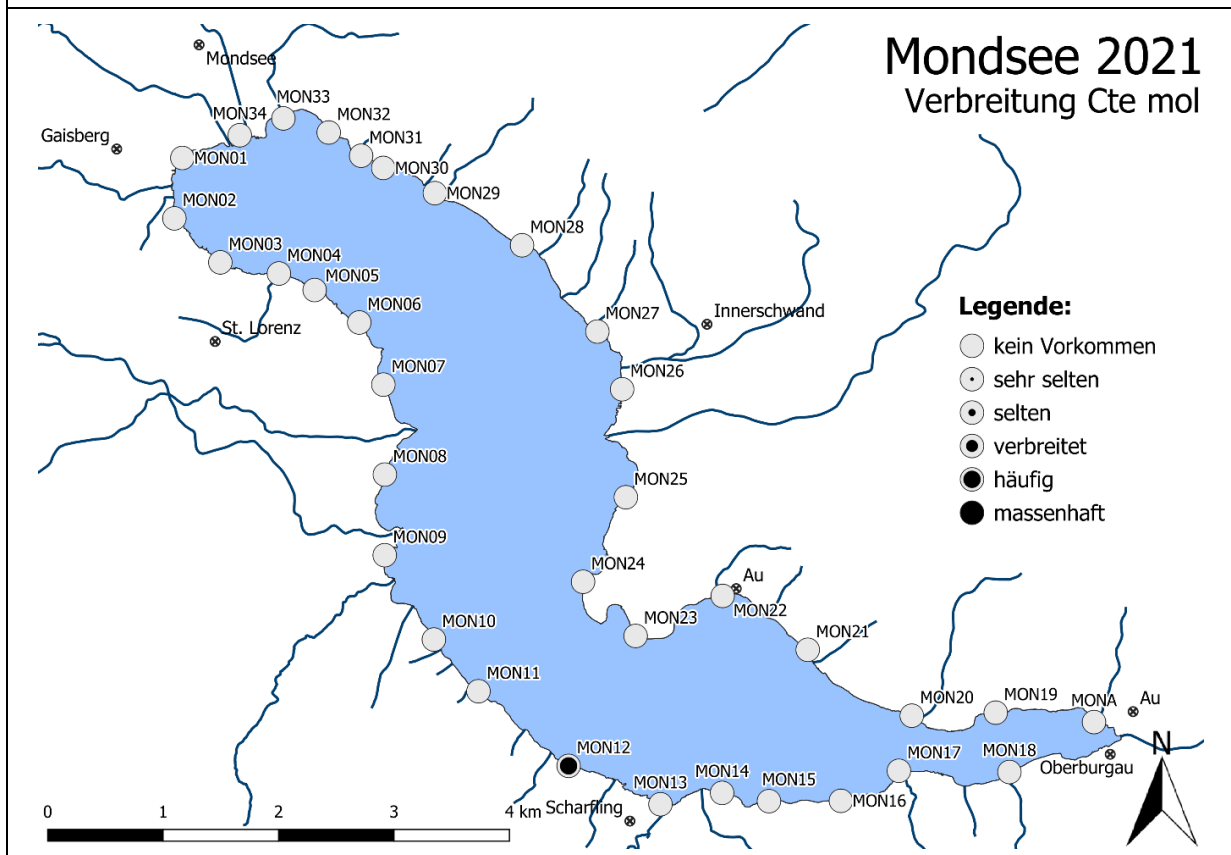 Mondsee 2021
Verbreitung Cte mol
Mondsee
MON33
MON34
MON32
Gaisberg
MON31
MON01
MON30
MON29
MON02
MON28
MON03
MON04
MON05
MON06
St. Lorenz
MON27
Innerschwand
MON07
MON26
MON08
MON25
MON09
MON24
Au
MON22
MON10
MON23
MON21
MON11
MON20
MON19
MONA
Au
MON12
MON17
MON18
Oberburgau
MON13
MON14
MON15
MON16
Scharfling
Legende:
kein Vorkommen
sehr selten
selten
verbreitet
häufig
massenhaft
N
0 1 2 3 4 km